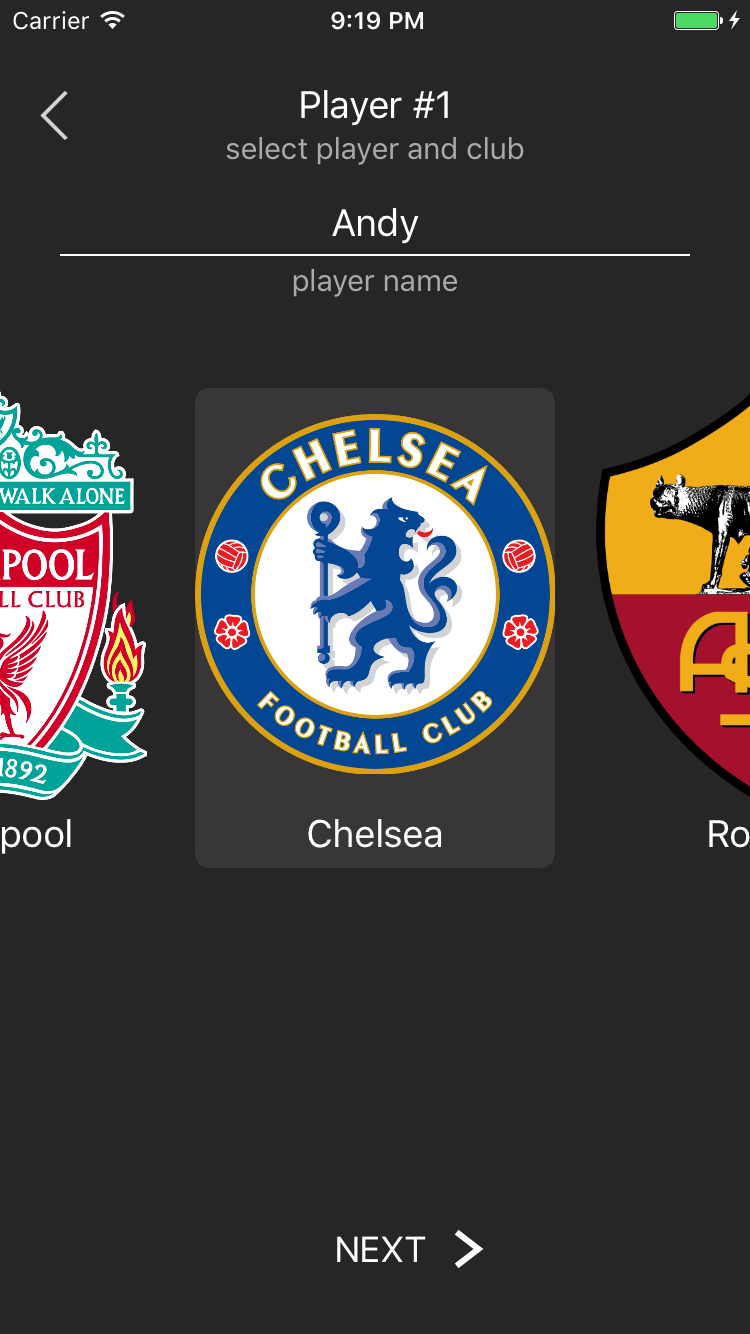 Carrier 9:19 PM
Player #1
select player and club
Andy
player name
WALK ALONE
POOL
LL CLUB
1892
CHELSEA
FOOTBALL CLUB
pool
Chelsea
Ro
NEXT